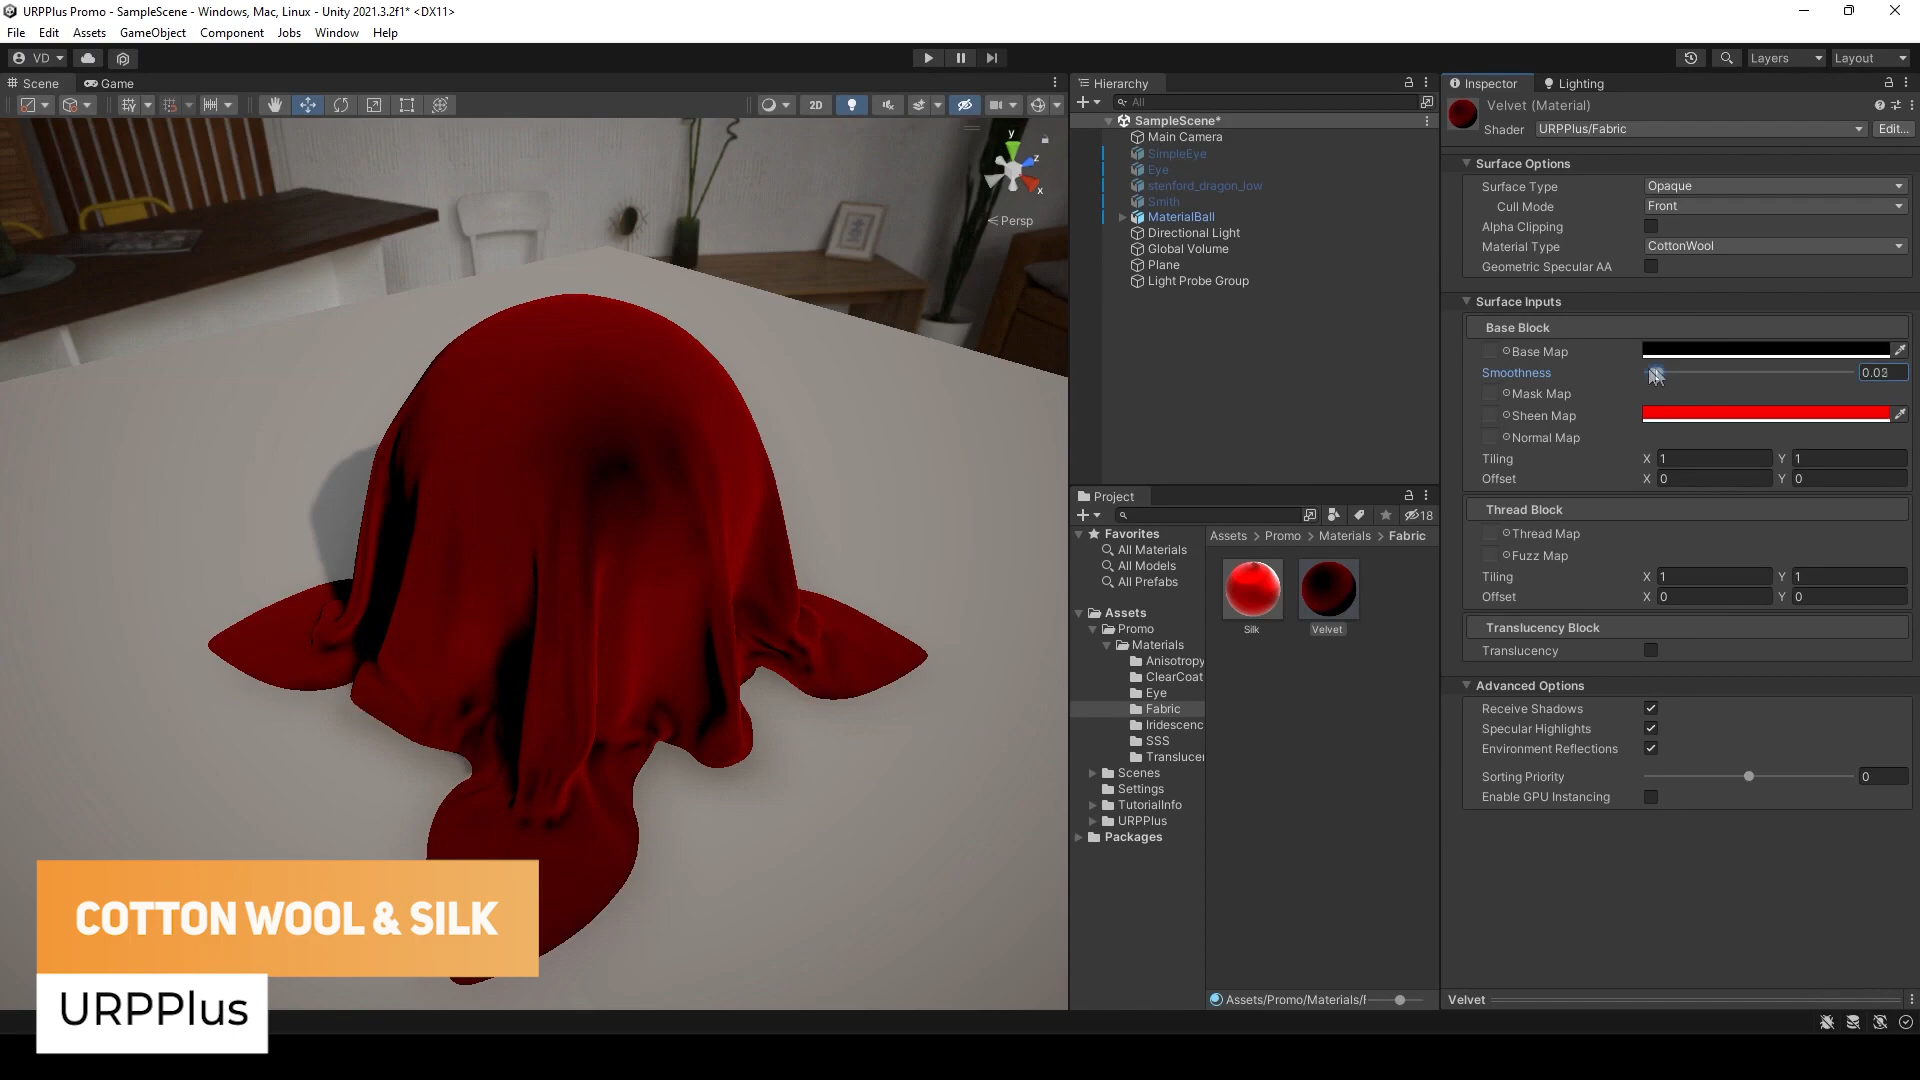 URPPlus Promo - SampleScene - Windows, Mac, Linux - Unity 2021.3.2f1* <DX11>
File Edit Assets GameObject Component Jobs Window Help
VD
Layers
Layout
Scene
Game
2D
y
z
x
Persp
Hierarchy
All
SampleScene*
Main Camera
SimpleEye
Eye
stenford_dragon_low
Smith
MaterialBall
Directional Light
Global Volume
Plane
Light Probe Group
Project
18
Favorites
All Materials
All Models
All Prefabs
Assets
Promo
Materials
Anisotropy
ClearCoat
Eye
Fabric
Iridescenc
SSS
Translucer
Scenes
Settings
TutorialInfo
URPPlus
Packages
Assets > Promo > Materials > Fabric
Silk
Velvet
Assets/Promo/Materials/F
Inspector
Lighting
Velvet (Material)
Shader URPPlus/Fabric Edit...
Surface Options
Surface Type Opaque
Cull Mode Front
Alpha Clipping
Material Type CottonWool
Geometric Specular AA
Surface Inputs
Base Block
Base Map
Smoothness 0.03
Mask Map
Sheen Map
Normal Map
Tiling X 1 Y 1
Offset X 0 Y 0
Thread Block
Thread Map
Fuzz Map
Tiling X 1 Y 1
Offset X 0 Y 0
Translucency Block
Translucency
Advanced Options
Receive Shadows
Specular Highlights
Environment Reflections
Sorting Priority 0
Enable GPU Instancing
Velvet
COTTON WOOL & SILK
URPPlus